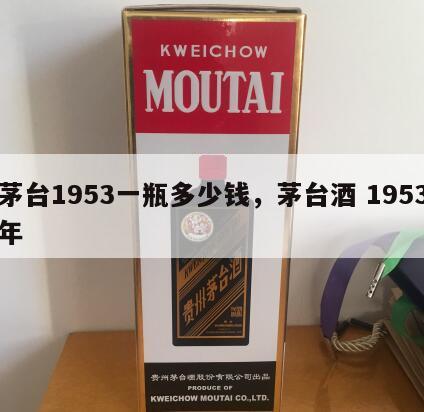 KWEICHOW
MOUTAI
茅台1953一瓶多少钱，茅台酒 1953
年
贵州茅台酒
贵州茅台酒股份有限公司出品
PRODUCE OF
KWEICHOW MOUTAI CO.,LTD.